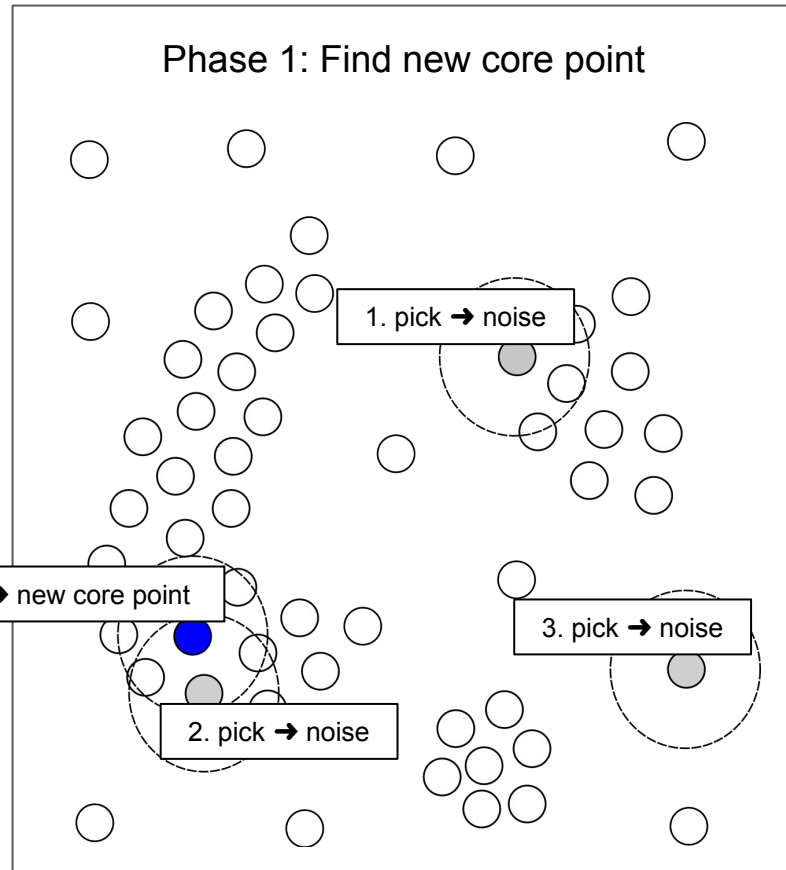 Phase 1: Find new core point
1. pick ➜ noise
➜ new core point
3. pick ➜ noise
2. pick ➜ noise